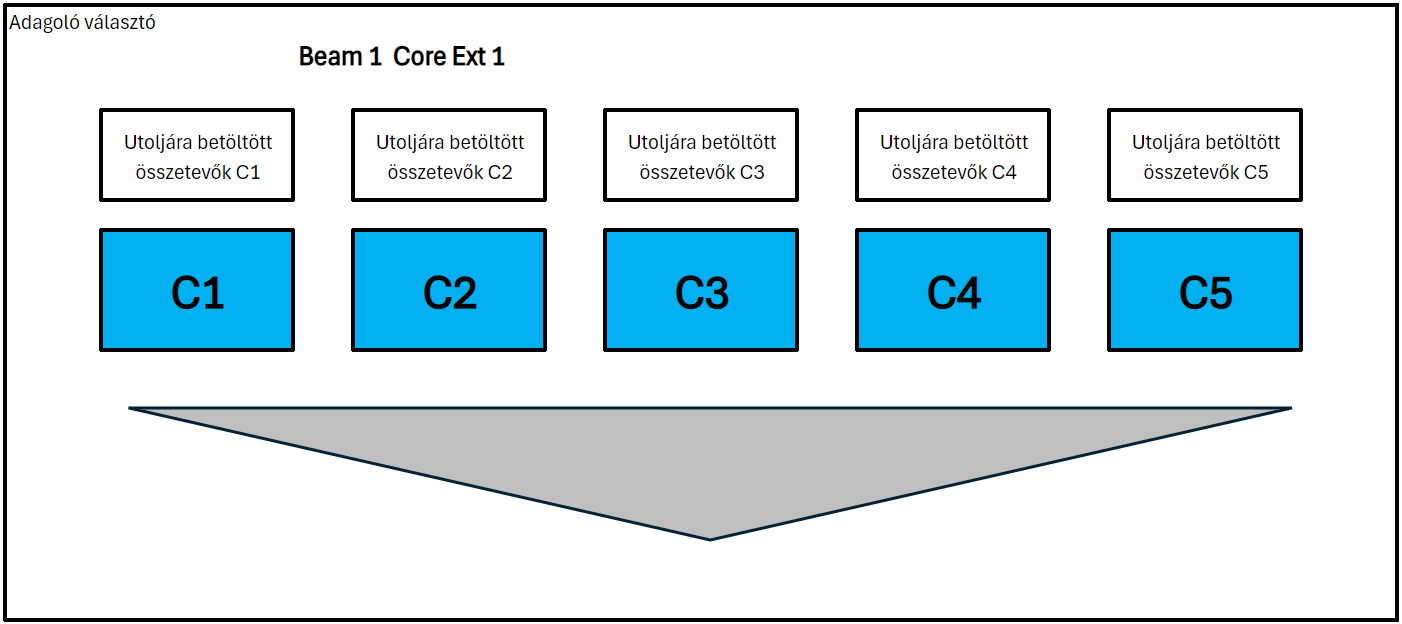 Adagoló választó
Beam 1 Core Ext 1
Utoljára betöltött
összetevők C1
Utoljára betöltött
összetevők C2
Utoljára betöltött
összetevők C3
Utoljára betöltött
összetevők C4
Utoljára betöltött
összetevők C5
C1
C2
C3
C4
C5